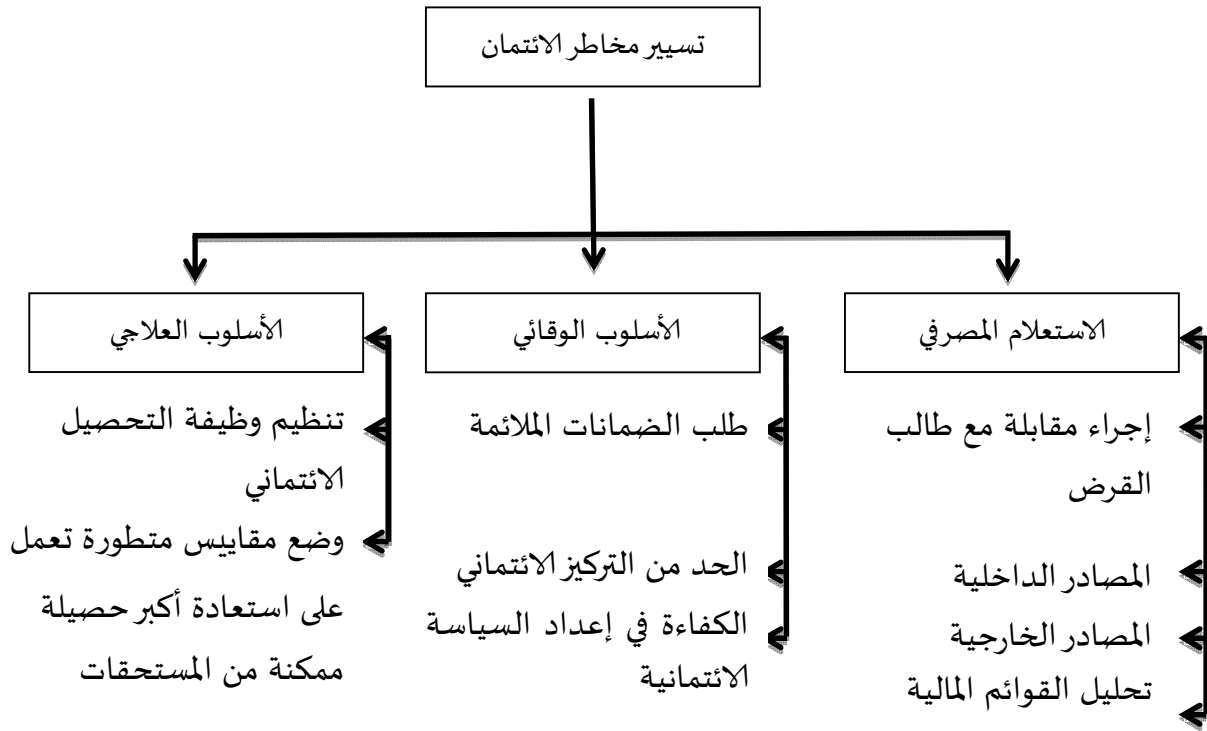 تسيير مخاطر الائتمان
الاستعلام المصرفي
إجراء مقابلة مع طالب
القرض
المصادر الداخلية
المصادر الخارجية
تحليل القوائم المالية
الأسلوب الوقائي
طلب الضمانات الملائمة
الحد من التركيز الائتماني
الكفاءة في إعداد السياسة
الائتمانية
الأسلوب العلاجي
تنظيم وظيفة التحصيل
الائتماني
وضع مقاييس متطورة تعمل
على استعادة أكبر حصيلة
ممكنة من المستحقات